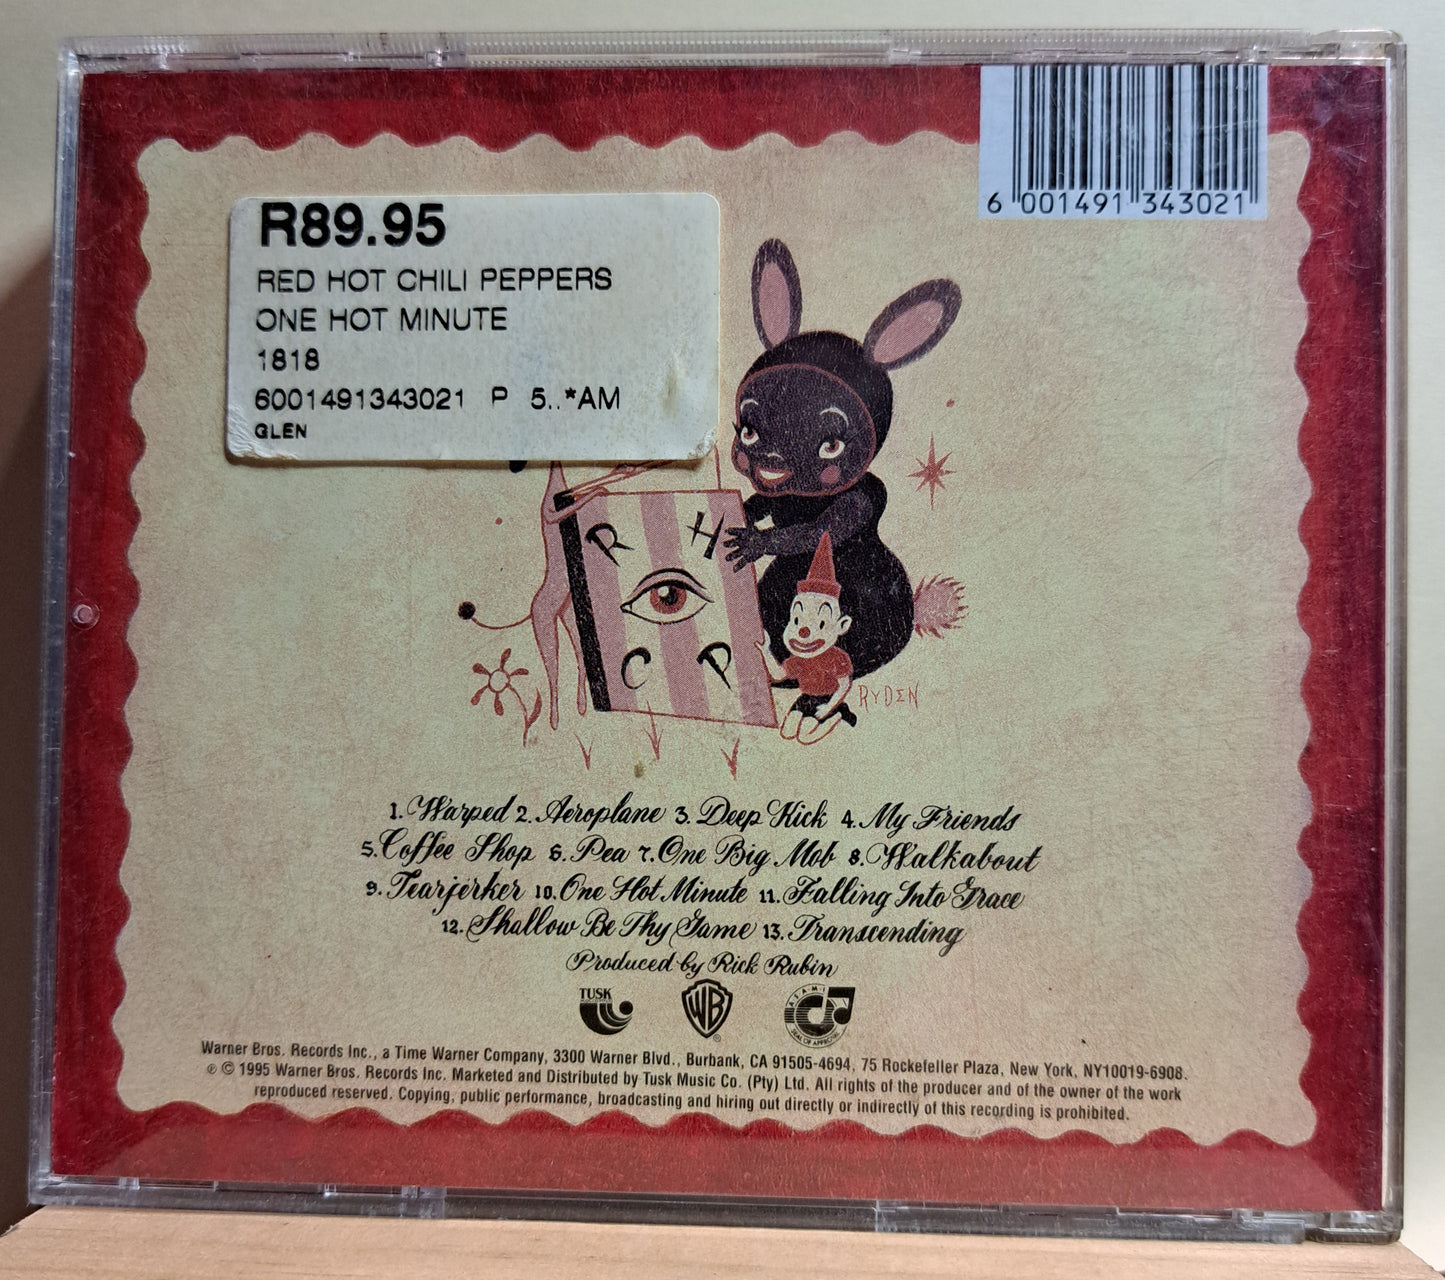 6 001491 343021
R89.95
RED HOT CHILI PEPPERS
ONE HOT MINUTE
1818
6001491343021 P 5..*AM
GLEN
R H
C P
RYDEN
1. Warped 2. Aeroplane 3. Deep Kick 4. My Friends
5. Coffee Shop 6. Pea 7. One Big Mob 8. Walkabout
9. Tearjerker 10. One Hot Minute 11. Falling Into Grace
12. Shallow Be Thy Game 13. Transcending
Produced by Rick Rubin
TUSK
WB
A·S·A·M·I
SEAL OF APPROVAL
Warner Bros. Records Inc., a Time Warner Company, 3300 Warner Blvd., Burbank, CA 91505-4694, 75 Rockefeller Plaza, New York, NY10019-6908.
℗ © 1995 Warner Bros. Records Inc. Marketed and Distributed by Tusk Music Co. (Pty) Ltd. All rights of the producer and of the owner of the work
reproduced reserved. Copying, public performance, broadcasting and hiring out directly or indirectly of this recording is prohibited.